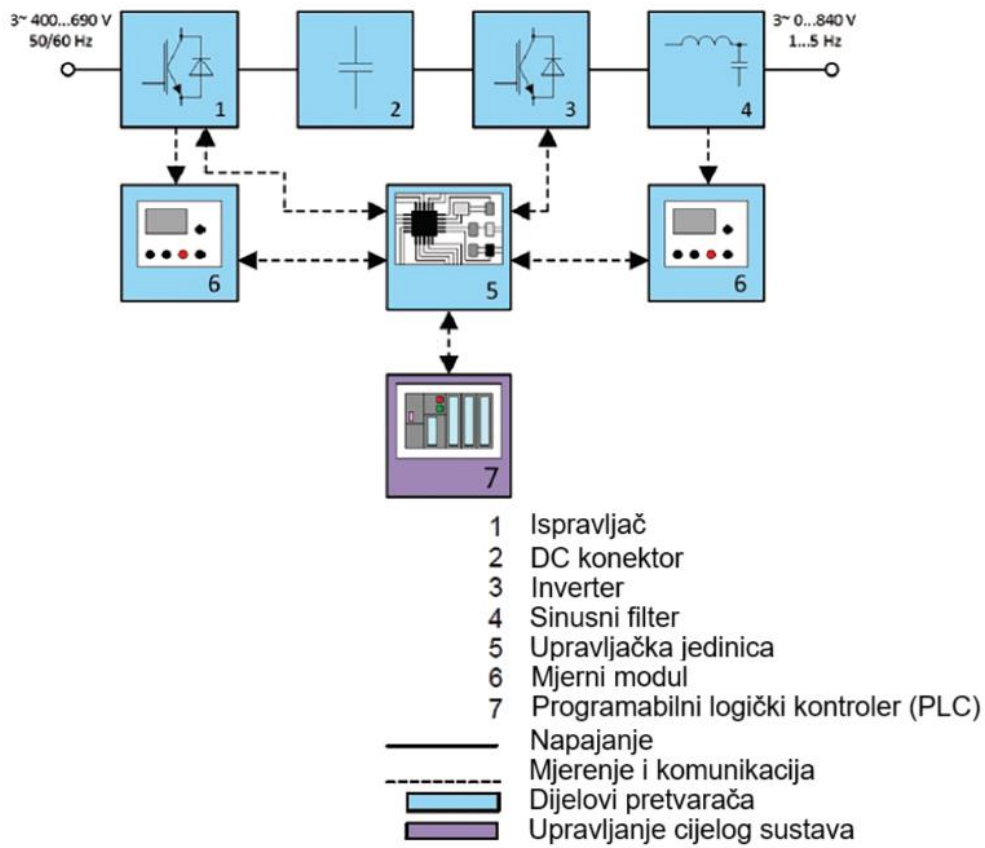 3~ 400...690 V
50/60 Hz
3~ 0...840 V
1...5 Hz
1
2
3
4
6
5
6
7
1 Ispravljač
2 DC konektor
3 Inverter
4 Sinusni filter
5 Upravljačka jedinica
6 Mjerni modul
7 Programabilni logički kontroler (PLC)
Napajanje
Mjerenje i komunikacija
Dijelovi pretvarača
Upravljanje cijelog sustava